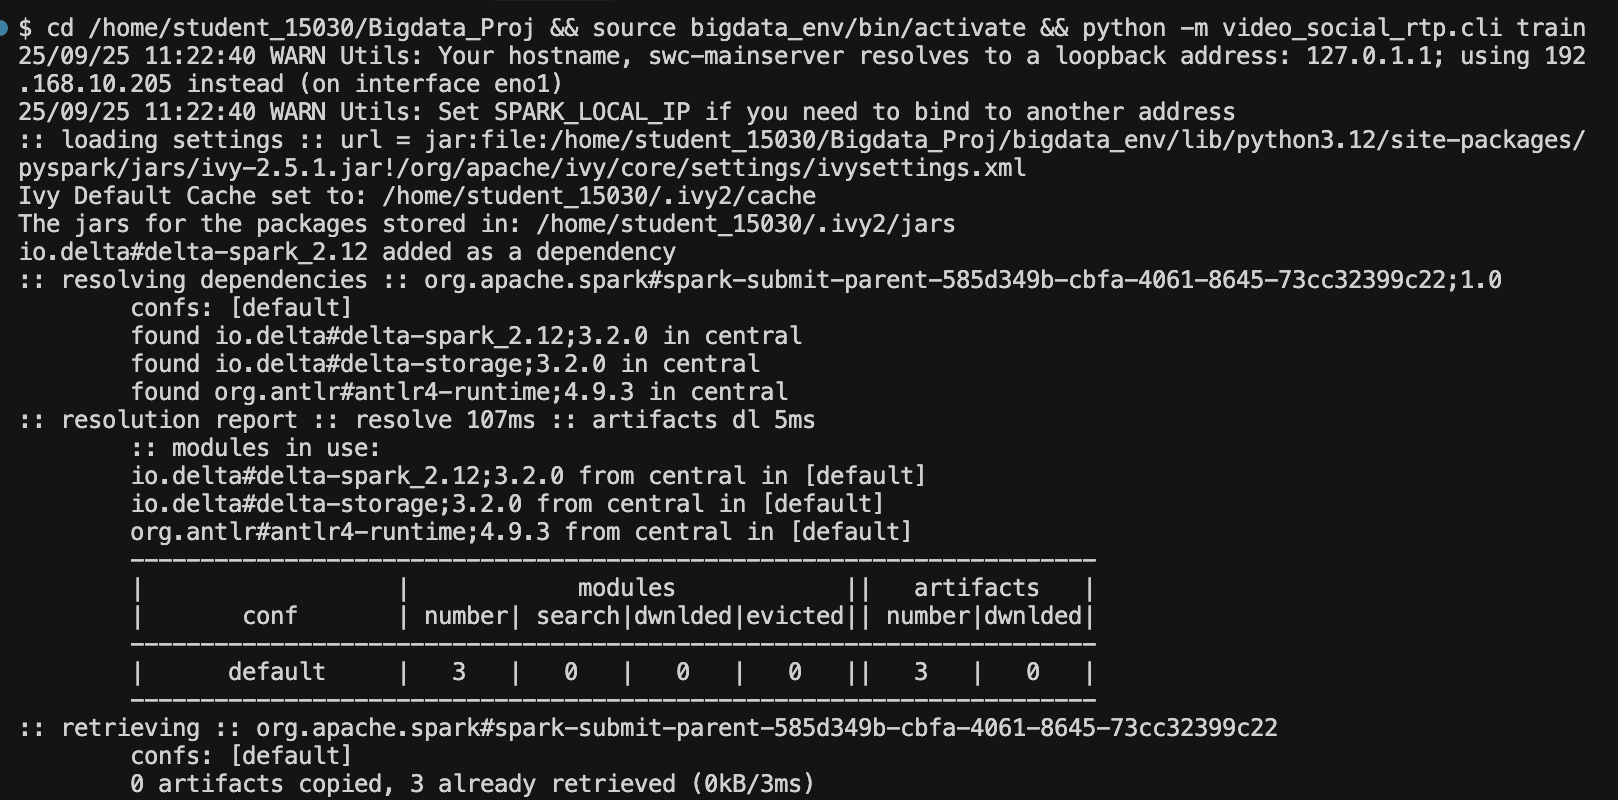 $ cd /home/student_15030/Bigdata_Proj && source bigdata_env/bin/activate && python -m video_social_rtp.cli train
25/09/25 11:22:40 WARN Utils: Your hostname, swc-mainserver resolves to a loopback address: 127.0.1.1; using 192
.168.10.205 instead (on interface eno1)
25/09/25 11:22:40 WARN Utils: Set SPARK_LOCAL_IP if you need to bind to another address
:: loading settings :: url = jar:file:/home/student_15030/Bigdata_Proj/bigdata_env/lib/python3.12/site-packages/
pyspark/jars/ivy-2.5.1.jar!/org/apache/ivy/core/settings/ivysettings.xml
Ivy Default Cache set to: /home/student_15030/.ivy2/cache
The jars for the packages stored in: /home/student_15030/.ivy2/jars
io.delta#delta-spark_2.12 added as a dependency
:: resolving dependencies :: org.apache.spark#spark-submit-parent-585d349b-cbfa-4061-8645-73cc32399c22;1.0
        confs: [default]
        found io.delta#delta-spark_2.12;3.2.0 in central
        found io.delta#delta-storage;3.2.0 in central
        found org.antlr#antlr4-runtime;4.9.3 in central
:: resolution report :: resolve 107ms :: artifacts dl 5ms
        :: modules in use:
        io.delta#delta-spark_2.12;3.2.0 from central in [default]
        io.delta#delta-storage;3.2.0 from central in [default]
        org.antlr#antlr4-runtime;4.9.3 from central in [default]
        ---------------------------------------------------------------------
        |                  |            modules            ||   artifacts   |
        |       conf       | number| search|dwnlded|evicted|| number|dwnlded|
        ---------------------------------------------------------------------
        |      default     |   3   |   0   |   0   |   0   ||   3   |   0   |
        ---------------------------------------------------------------------
:: retrieving :: org.apache.spark#spark-submit-parent-585d349b-cbfa-4061-8645-73cc32399c22
        confs: [default]
        0 artifacts copied, 3 already retrieved (0kB/3ms)